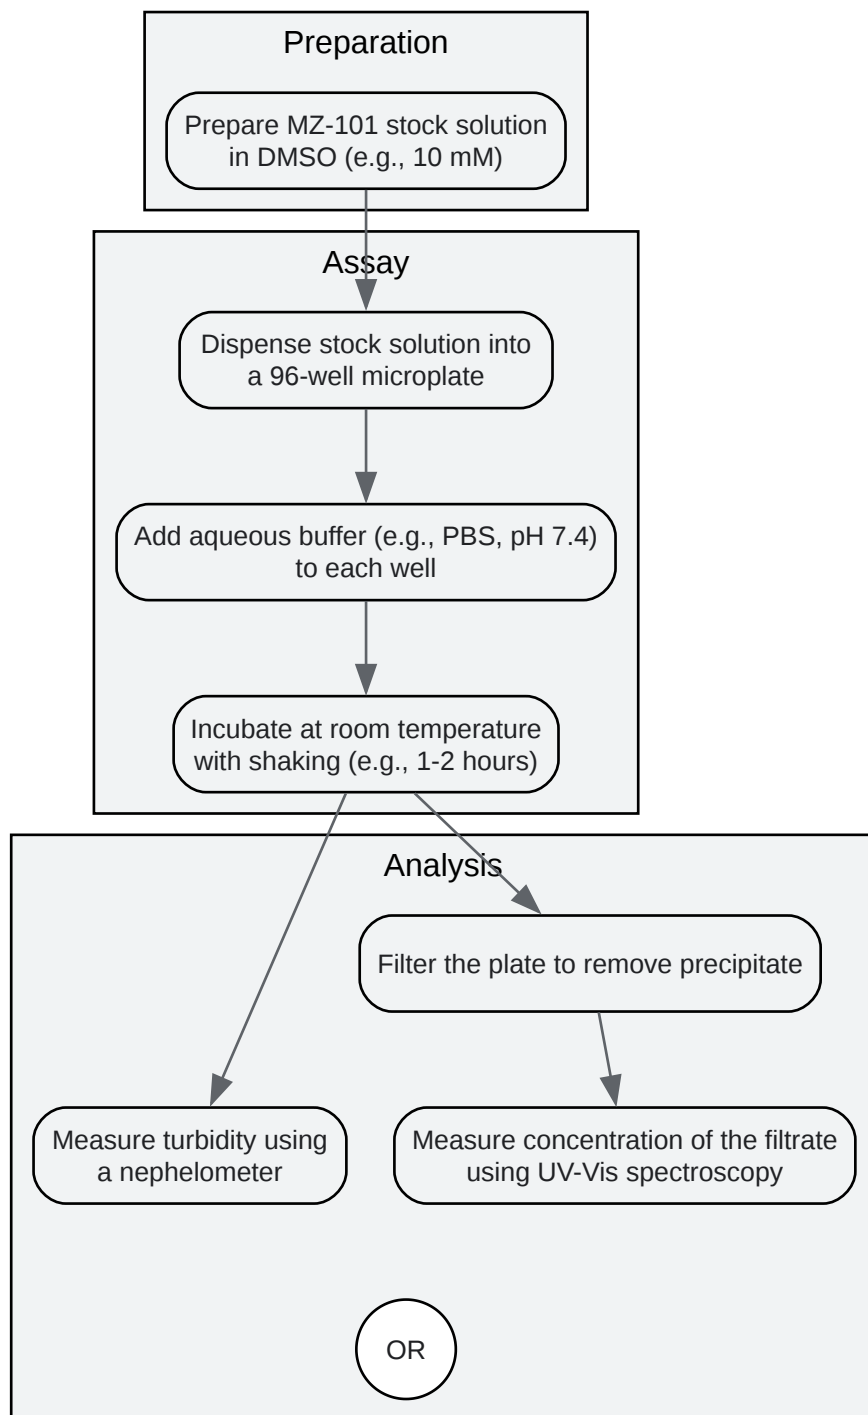 Preparation
Prepare MZ-101 stock solution
in DMSO (e.g., 10 mM)
Assay
Dispense stock solution into
a 96-well microplate
Add aqueous buffer (e.g., PBS, pH 7.4)
to each well
Incubate at room temperature
with shaking (e.g., 1-2 hours)
Analysis
Filter the plate to remove precipitate
Measure turbidity using
a nephelometer
Measure concentration of the filtrate
using UV-Vis spectroscopy
OR